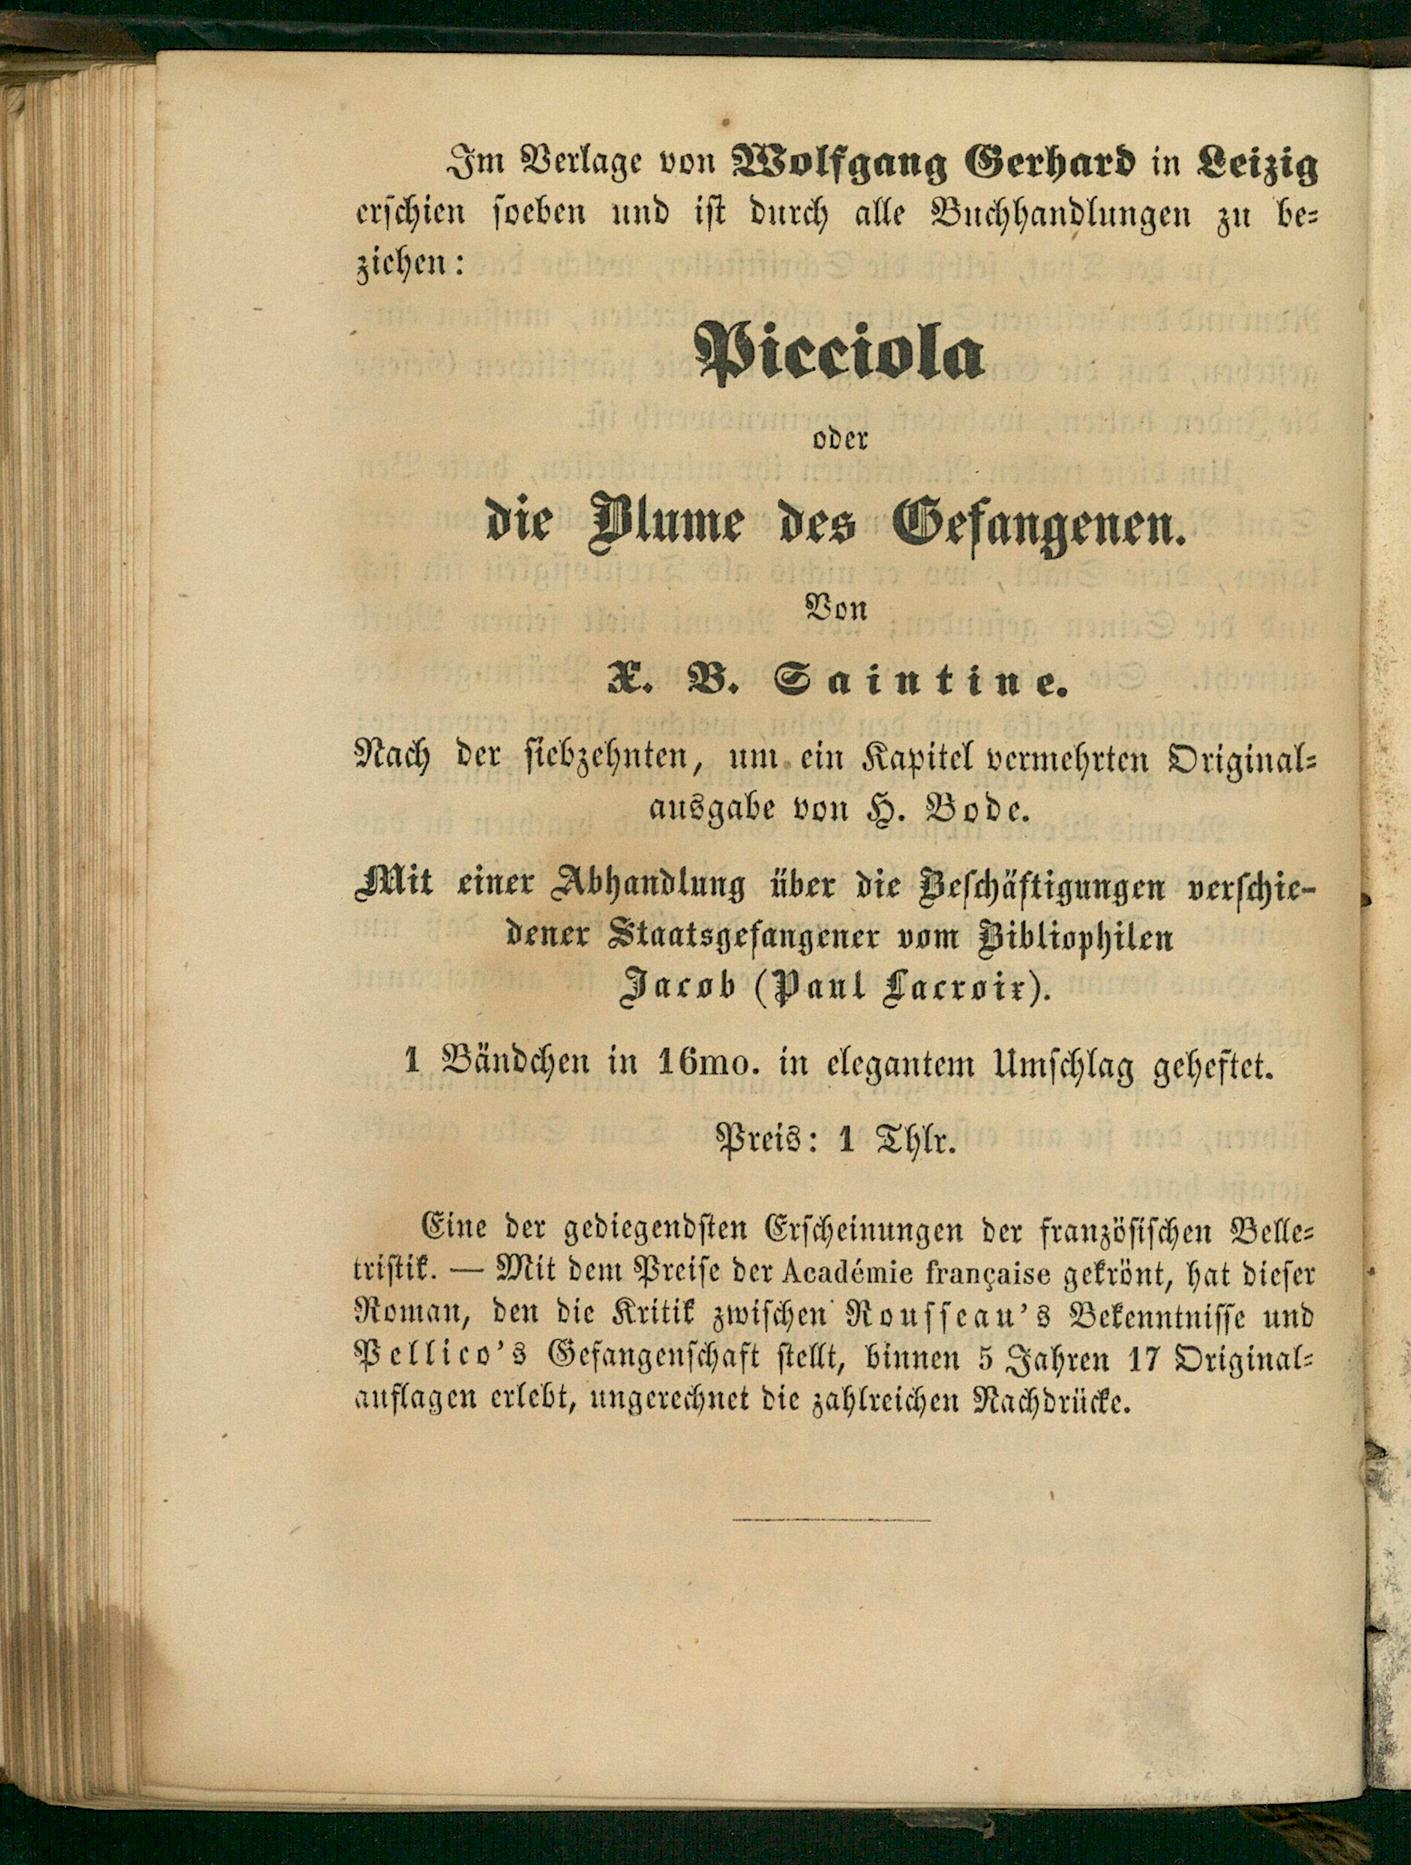 Im Verlage von Wolfgang Gerhard in Leizig
erschien soeben und ist durch alle Buchhandlungen zu be-
ziehen:
Picciola
oder
die Blume des Gefangenen.
Von
X. B. Saintine.
Nach der siebzehnten, um ein Kapitel vermehrten Original-
ausgabe von H. Bode.
Mit einer Abhandlung über die Beschäftigungen verschie-
dener Staatsgefangener vom Bibliophilen
Jacob (Paul Lacroix).
1 Bändchen in 16mo. in elegantem Umschlag geheftet.
Preis: 1 Thlr.
Eine der gediegendsten Erscheinungen der französischen Belle-
tristik. — Mit dem Preise der Académie française gekrönt, hat dieser
Roman, den die Kritik zwischen Rousseau's Bekenntnisse und
Pellico's Gefangenschaft stellt, binnen 5 Jahren 17 Original-
auflagen erlebt, ungerechnet die zahlreichen Nachdrücke.